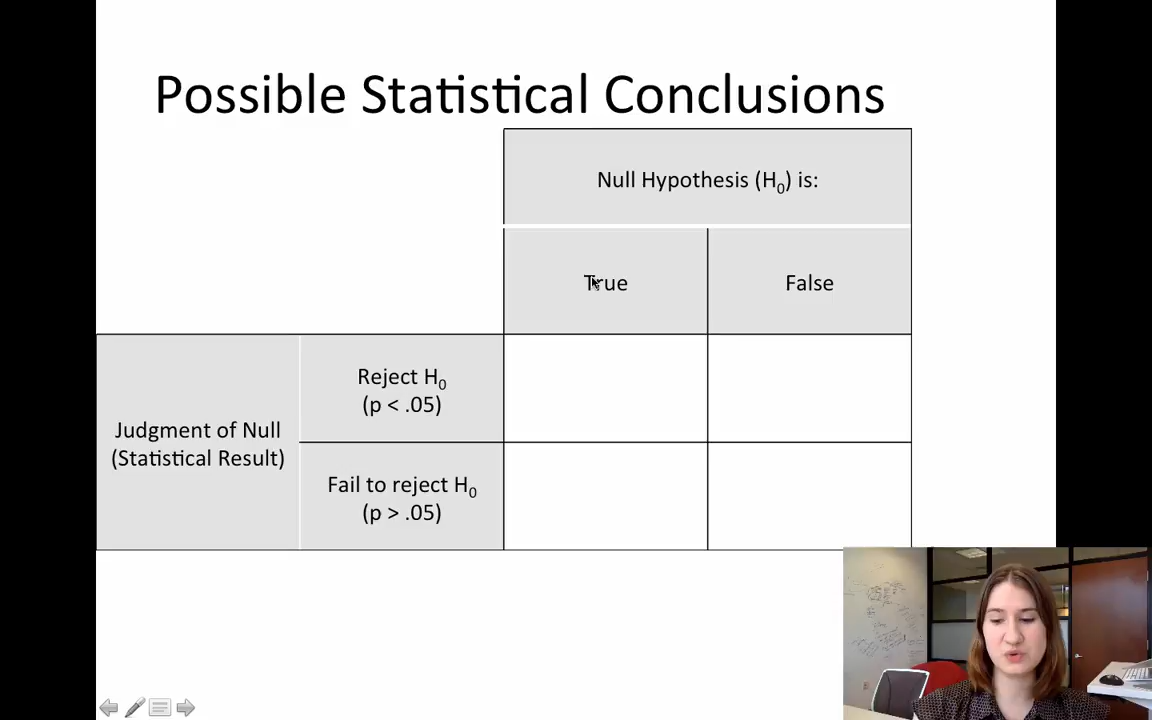 Possible Statistical Conclusions
Null Hypothesis (H₀) is:
True
False
Judgment of Null
(Statistical Result)
Reject H₀
(p < .05)
Fail to reject H₀
(p > .05)